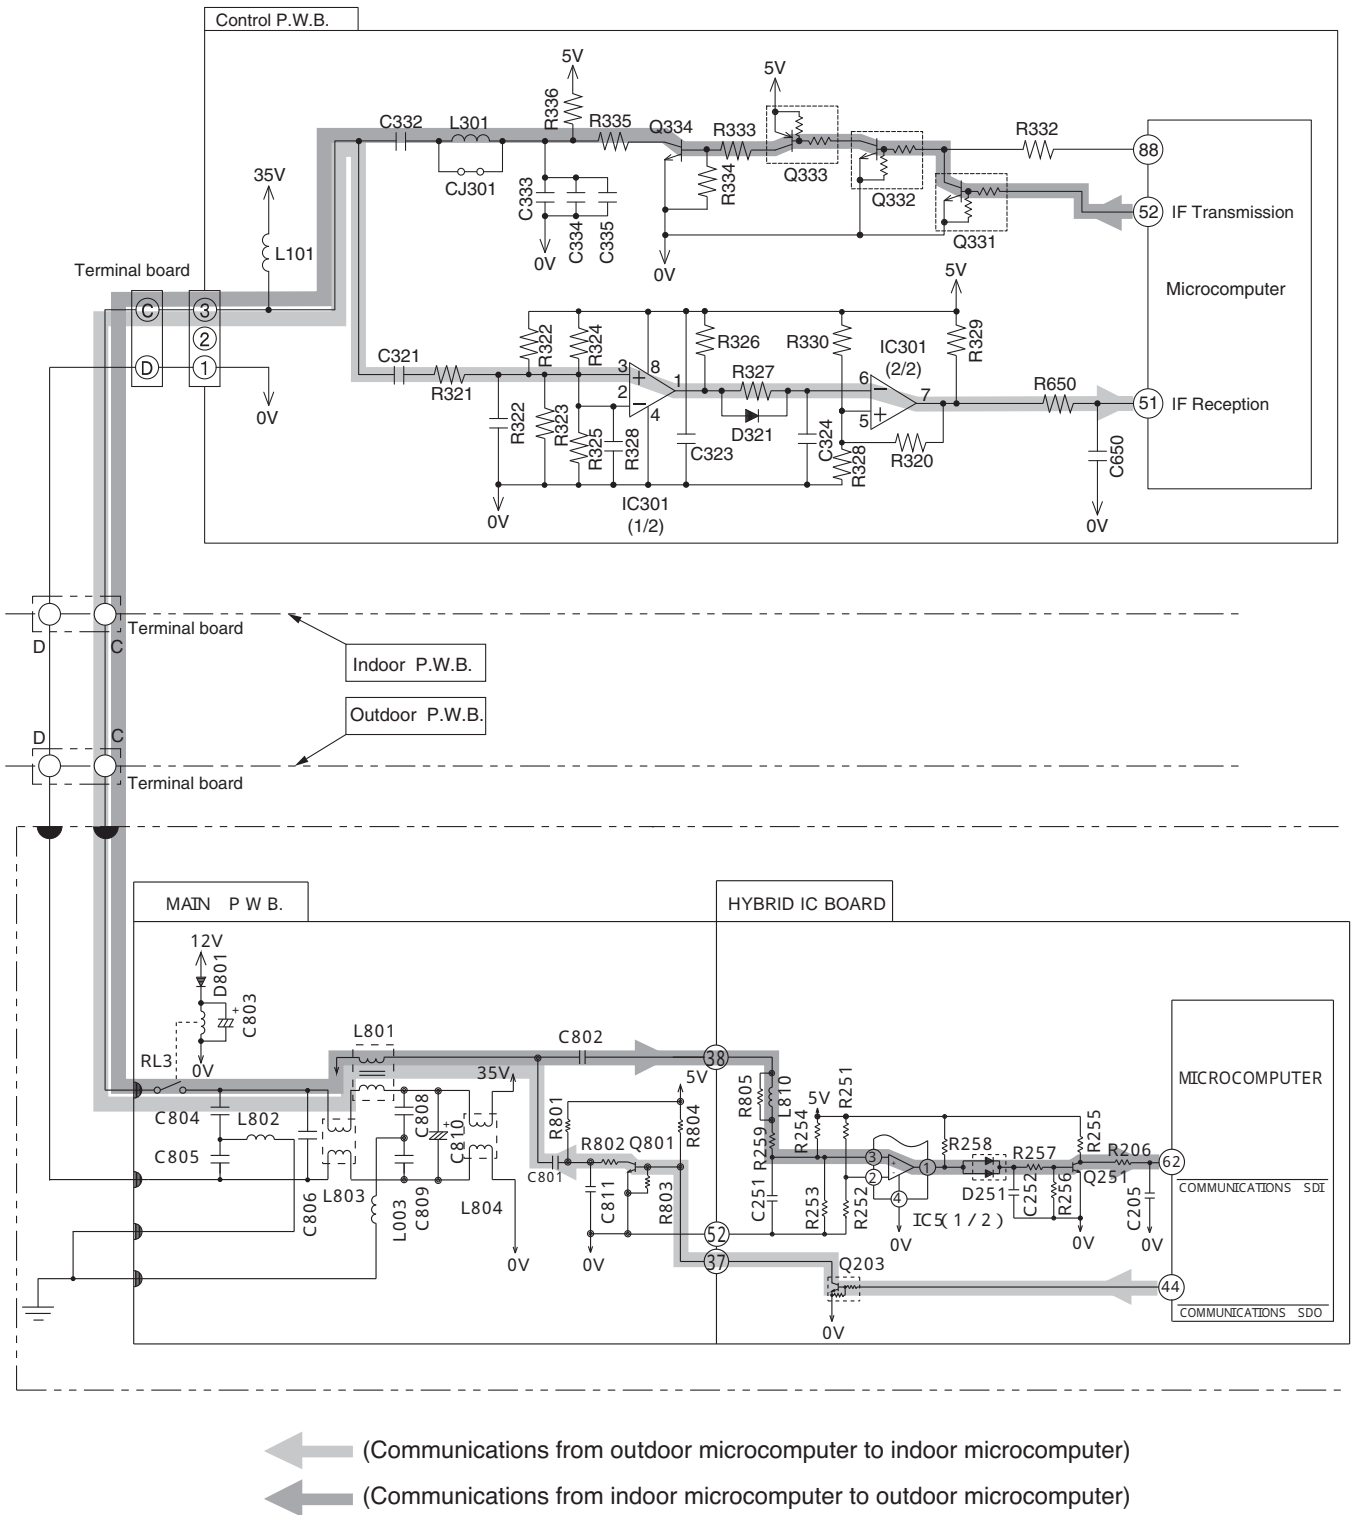 Control P.W.B.
5V
5V
C332
L301
R336
R335
Q334
R333
R332
88
CJ301
R334
Q333
Q332
35V
C333
C334
C335
Q331
52
IF Transmission
L101
0V
0V
5V
Terminal board
Microcomputer
C
3
2
D
1
0V
C321
R321
R322
R324
3
8
2
1
4
R326
R327
R330
IC301
(2/2)
R329
6
7
5
R650
51
IF Reception
R322
R323
R325
R328
C323
D321
C324
R328
R320
C650
0V
IC301
(1/2)
0V
Terminal board
D
C
Indoor P.W.B.
Outdoor P.W.B.
D
C
Terminal board
MAIN P W B.
HYBRID IC BOARD
12V
D801
C803
+
0V
RL3
L801
C802
38
35V
5V
MICROCOMPUTER
C804
L802
C805
C806
L803
C808
C810
+
L003
C809
L804
0V
R801
R802
Q801
R804
C801
C811
R803
0V
R805
L810
R259
R254
5V
R251
C251
R253
R252
3
2
1
4
0V
IC5(1/2)
R258
D251
R257
C252
R256
Q251
R255
R206
C205
0V
0V
62
COMMUNICATIONS SDI
52
37
Q203
0V
44
COMMUNICATIONS SDO
(Communications from outdoor microcomputer to indoor microcomputer)
(Communications from indoor microcomputer to outdoor microcomputer)